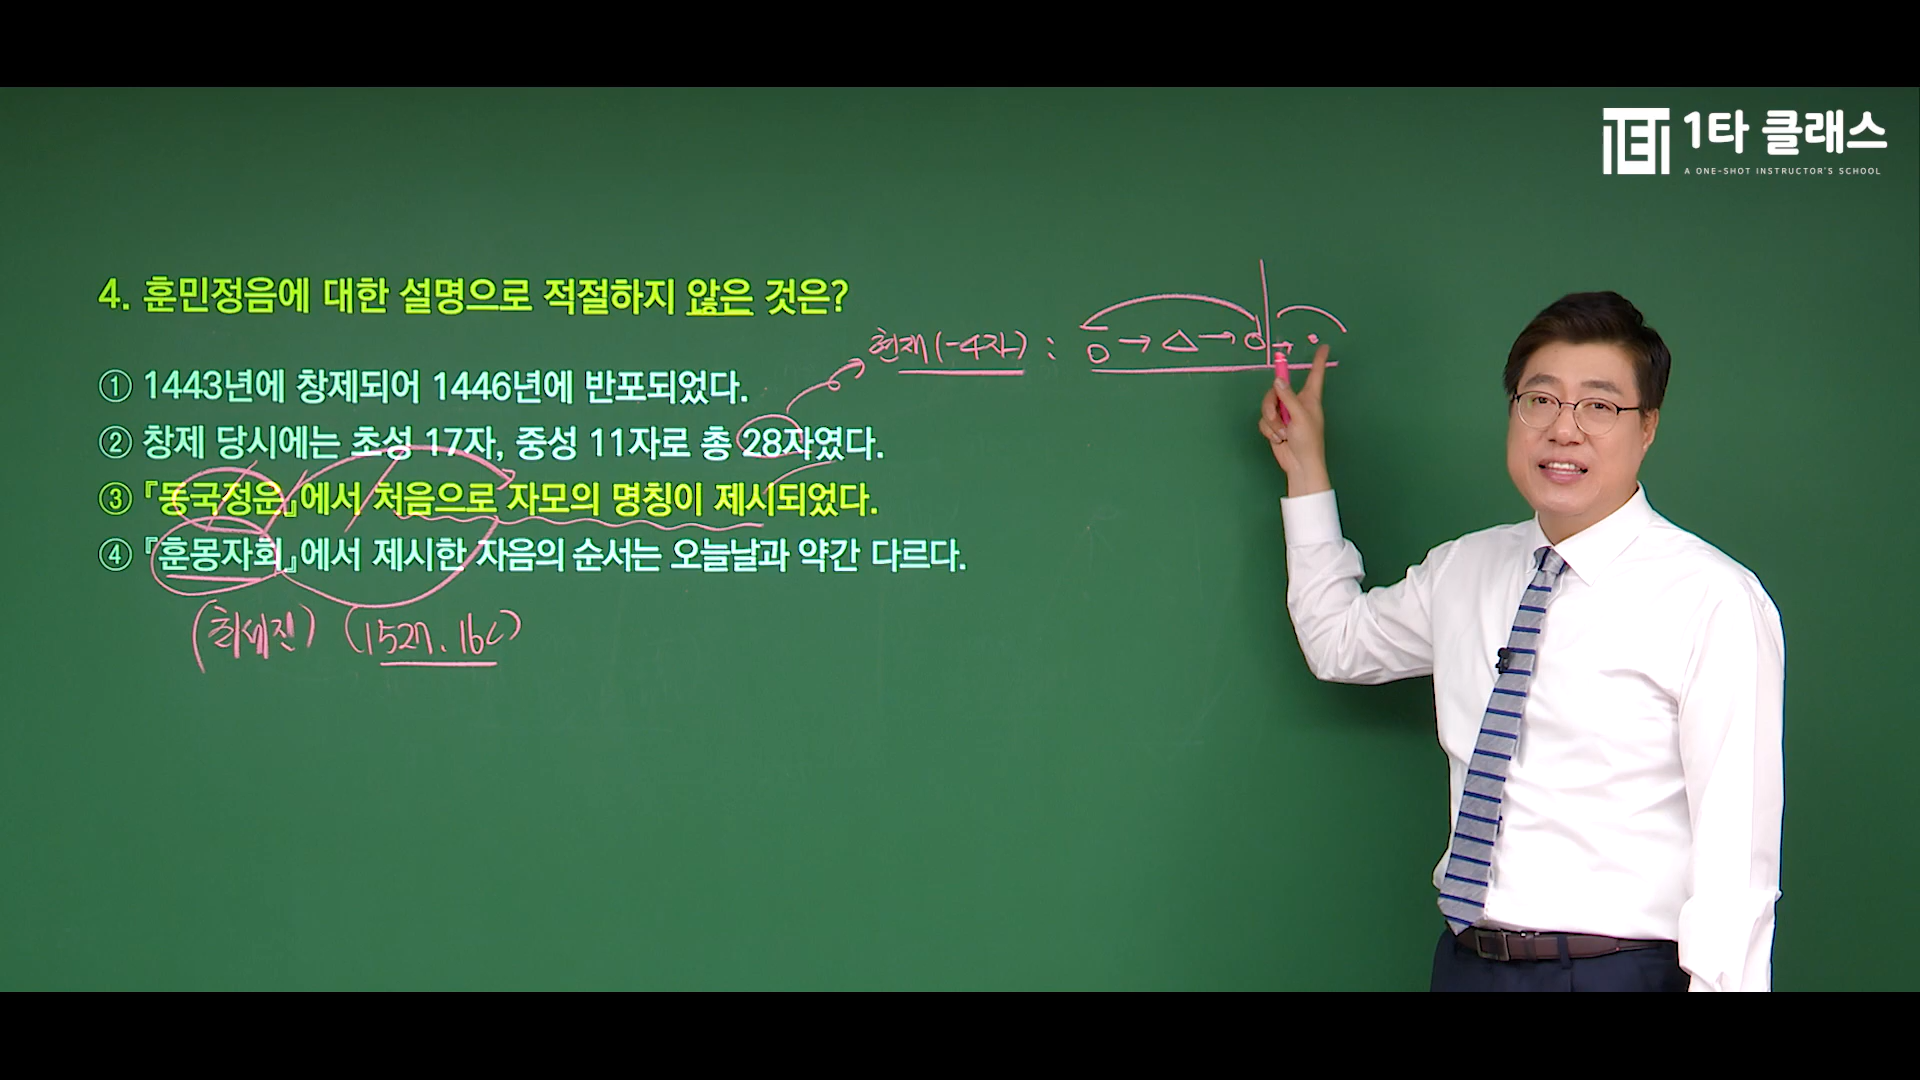 1타 클래스
A ONE-SHOT INSTRUCTOR'S SCHOOL
4. 훈민정음에 대한 설명으로 적절하지 않은 것은?
현재(-4자) : ㆆ → ㅿ → ㆁ → ㆍ
① 1443년에 창제되어 1446년에 반포되었다.
② 창제 당시에는 초성 17자, 중성 11자로 총 28자였다.
③ 『동국정운』에서 처음으로 자모의 명칭이 제시되었다.
④ 『훈몽자회』에서 제시한 자음의 순서는 오늘날과 약간 다르다.
(최세진) (1527. 16C)